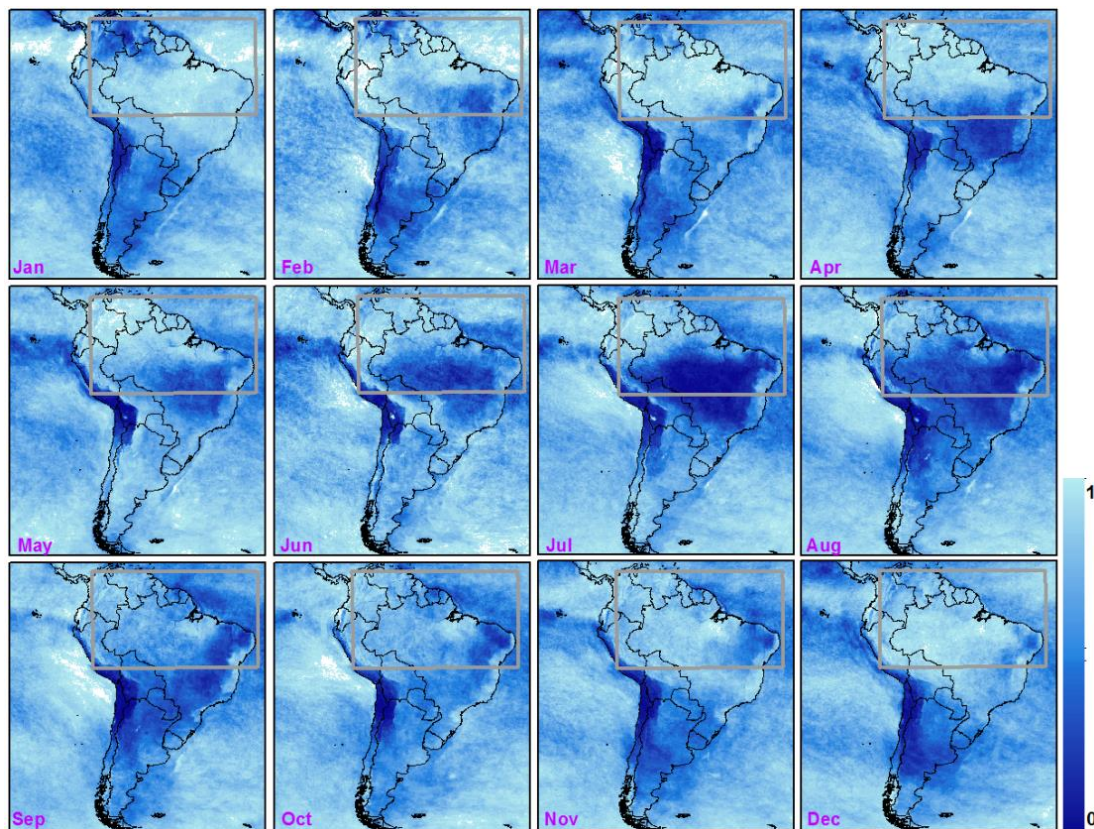 Jan Feb Mar Apr
May Jun Jul Aug
1
Sep Oct Nov Dec
0